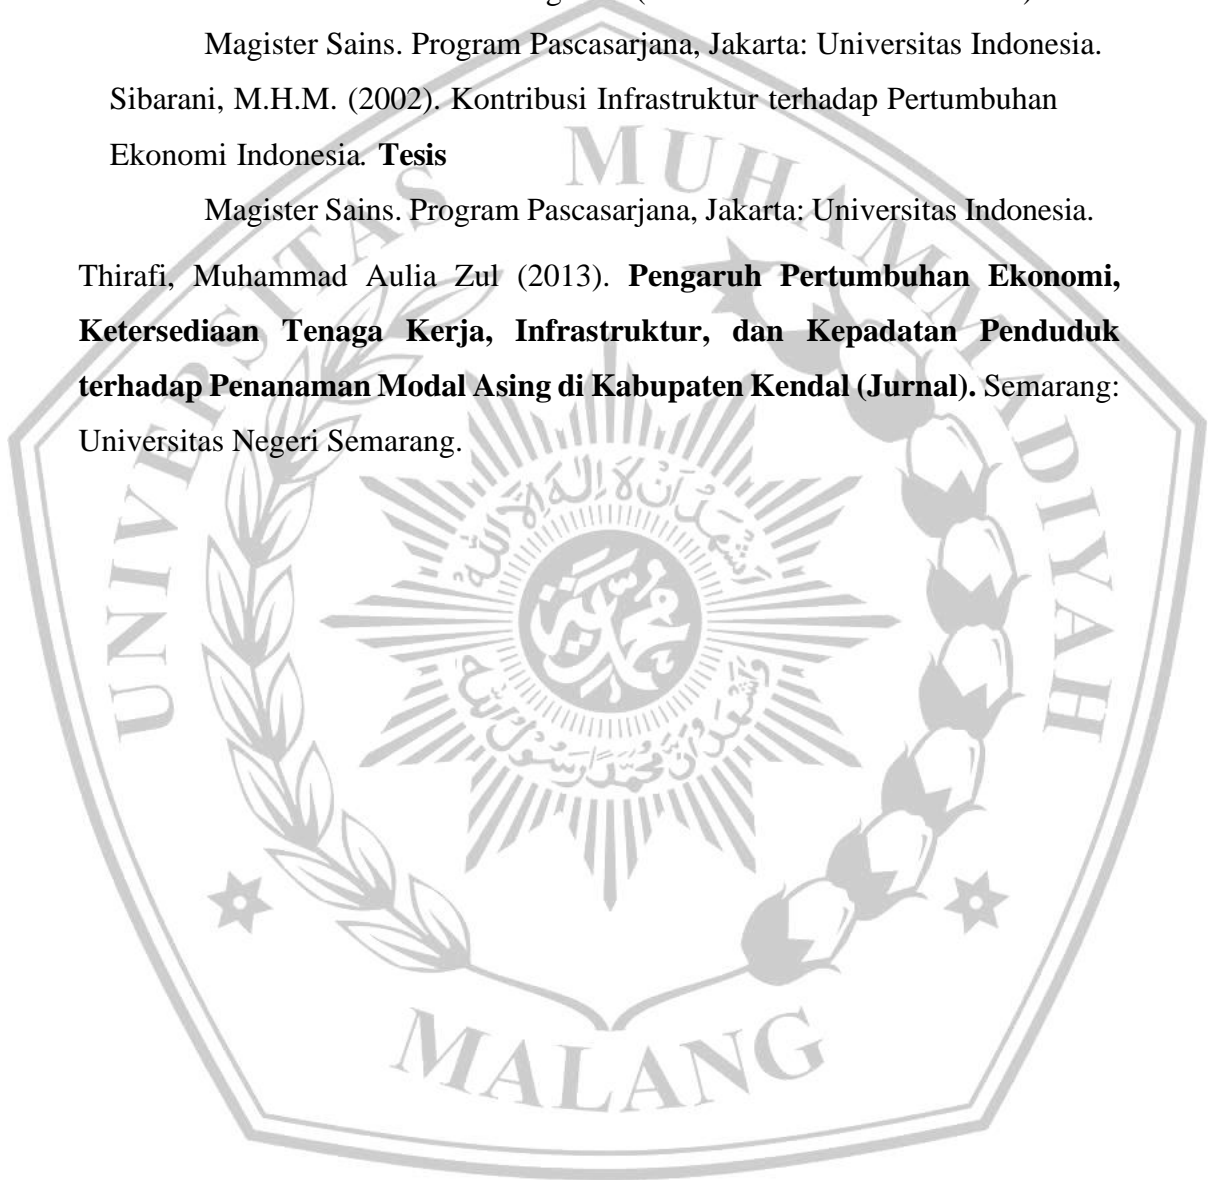 Magister Sains. Program Pascasarjana, Jakarta: Universitas Indonesia.
Sibarani, M.H.M. (2002). Kontribusi Infrastruktur terhadap Pertumbuhan
Ekonomi Indonesia. Tesis
Magister Sains. Program Pascasarjana, Jakarta: Universitas Indonesia.
Thirafi, Muhammad Aulia Zul (2013). Pengaruh Pertumbuhan Ekonomi,
Ketersediaan Tenaga Kerja, Infrastruktur, dan Kepadatan Penduduk
terhadap Penanaman Modal Asing di Kabupaten Kendal (Jurnal). Semarang:
Universitas Negeri Semarang.
UNIVERSITAS MUHAMMADIYAH
MALANG